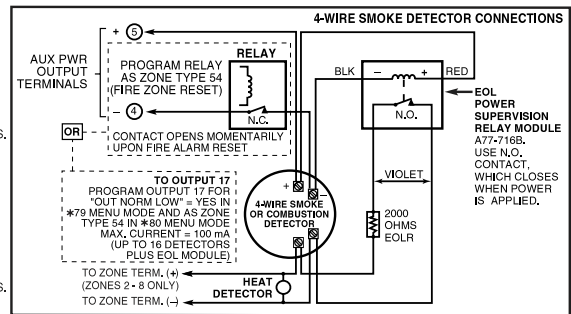 4-WIRE SMOKE DETECTOR CONNECTIONS
+ 5
AUX PWR
OUTPUT
TERMINALS
– 4
RELAY
PROGRAM RELAY
AS ZONE TYPE 54
(FIRE ZONE RESET)
N.C.
CONTACT OPENS MOMENTARILY
UPON FIRE ALARM RESET
OR
TO OUTPUT 17
PROGRAM OUTPUT 17 FOR
"OUT NORM LOW" = YES IN
*79 MENU MODE AND AS ZONE
TYPE 54 IN *80 MENU MODE
MAX. CURRENT = 100 mA
(UP TO 16 DETECTORS
PLUS EOL MODULE)
+ –
4-WIRE SMOKE
OR COMBUSTION
DETECTOR
BLK – + RED
N.O.
EOL
POWER
SUPERVISION
RELAY MODULE
A77-716B.
USE N.O.
CONTACT,
WHICH CLOSES
WHEN POWER
IS APPLIED.
VIOLET
2000
OHMS
EOLR
TO ZONE TERM. (+)
(ZONES 2 - 8 ONLY)
TO ZONE TERM. (–)
HEAT
DETECTOR
S.
S.